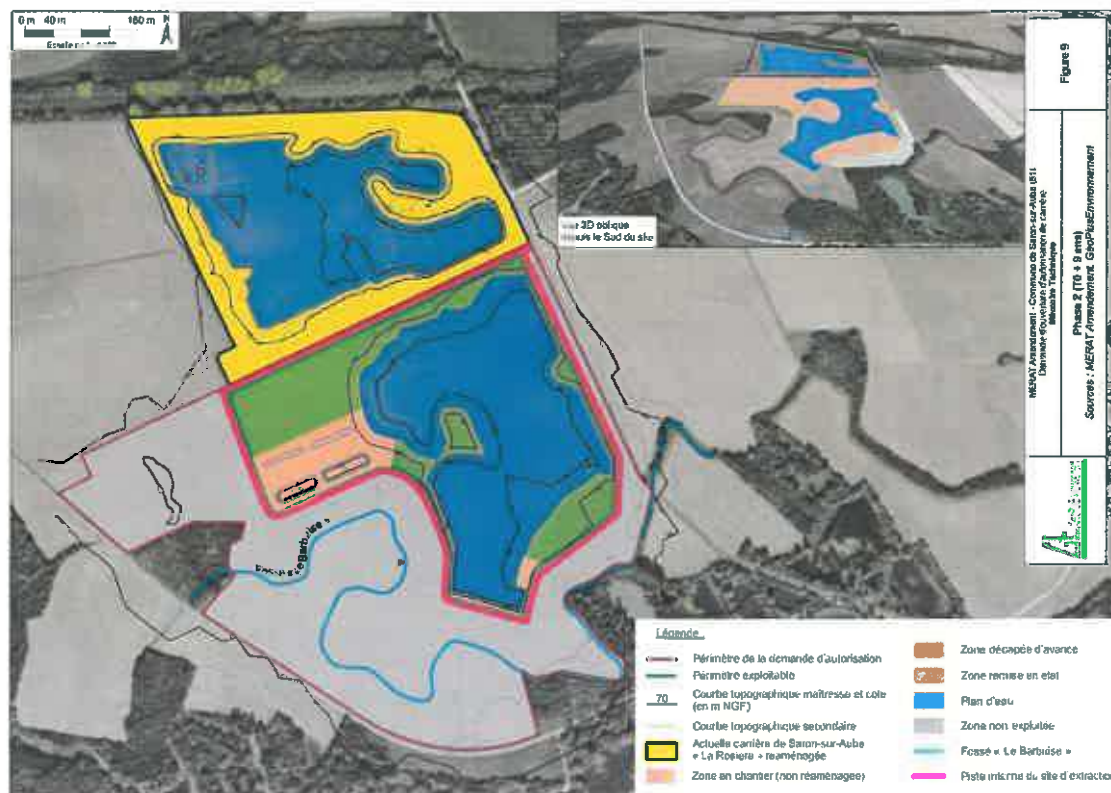 0 m 40 m 160 m N
Vue 3D oblique
depuis le Sud du site
Fossé « Le Barbuise »
Figure 9
MERAT Amendement - Commune de Saron-sur-Aube (51)
Demande d'ouverture d'autorisation de carrière
Mémoire Technique
Phase 2 (T0 + 9 ans)
Sources : MERAT Amendement, GéoPlusEnvironnement
Légende
Périmètre de la demande d'autorisation
Périmètre exploitable
70
Courbe topographique maîtresse et cote
(en m NGF)
Courbe topographique secondaire
Actuelle carrière de Saron-sur-Aube
« La Rosière » réaménagée
Zone en chantier (non réaménagée)
Zone décapée d'avance
Zone remise en état
Plan d'eau
Zone non exploitée
Fossé « Le Barbuise »
Piste interne du site d'extraction